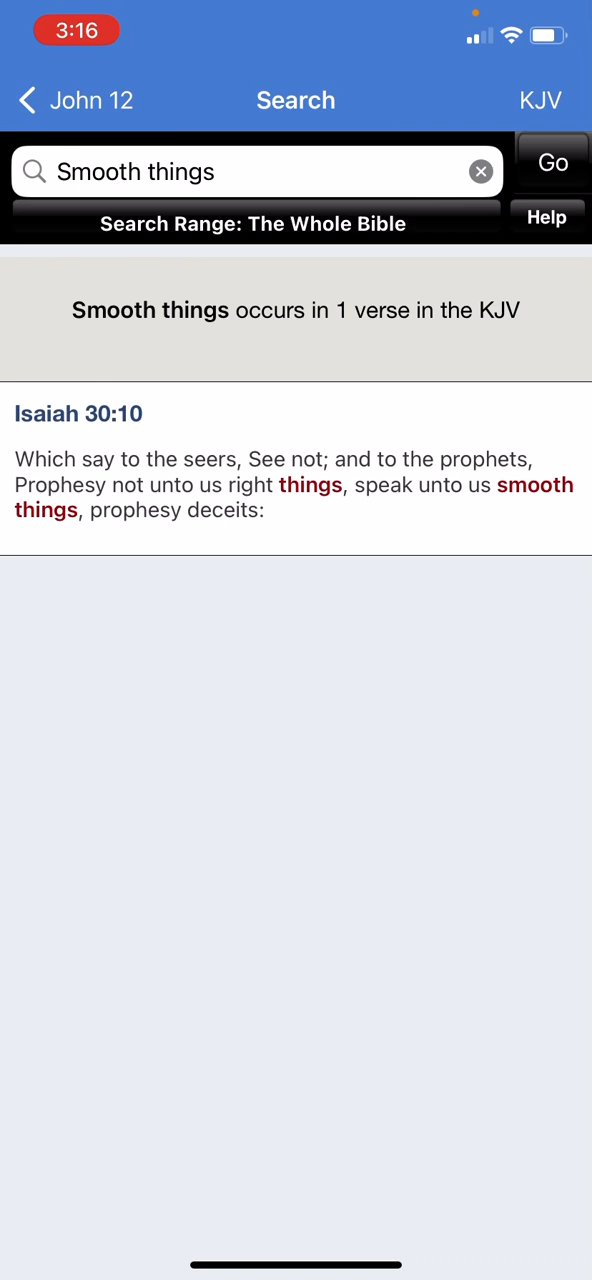 3:16
John 12
Search
KJV
Smooth things
Go
Search Range: The Whole Bible
Help
Smooth things occurs in 1 verse in the KJV
Isaiah 30:10
Which say to the seers, See not; and to the prophets,
Prophesy not unto us right things, speak unto us smooth
things, prophesy deceits: